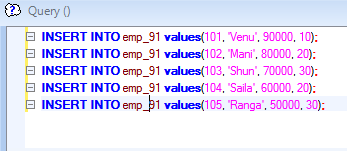 Query ()
INSERT INTO emp_91 values(101, 'Venu', 90000, 10);
INSERT INTO emp_91 values(102, 'Mani', 80000, 20);
INSERT INTO emp_91 values(103, 'Shun', 70000, 30);
INSERT INTO emp_91 values(104, 'Saila', 60000, 20);
INSERT INTO emp_91 values(105, 'Ranga', 50000, 30);